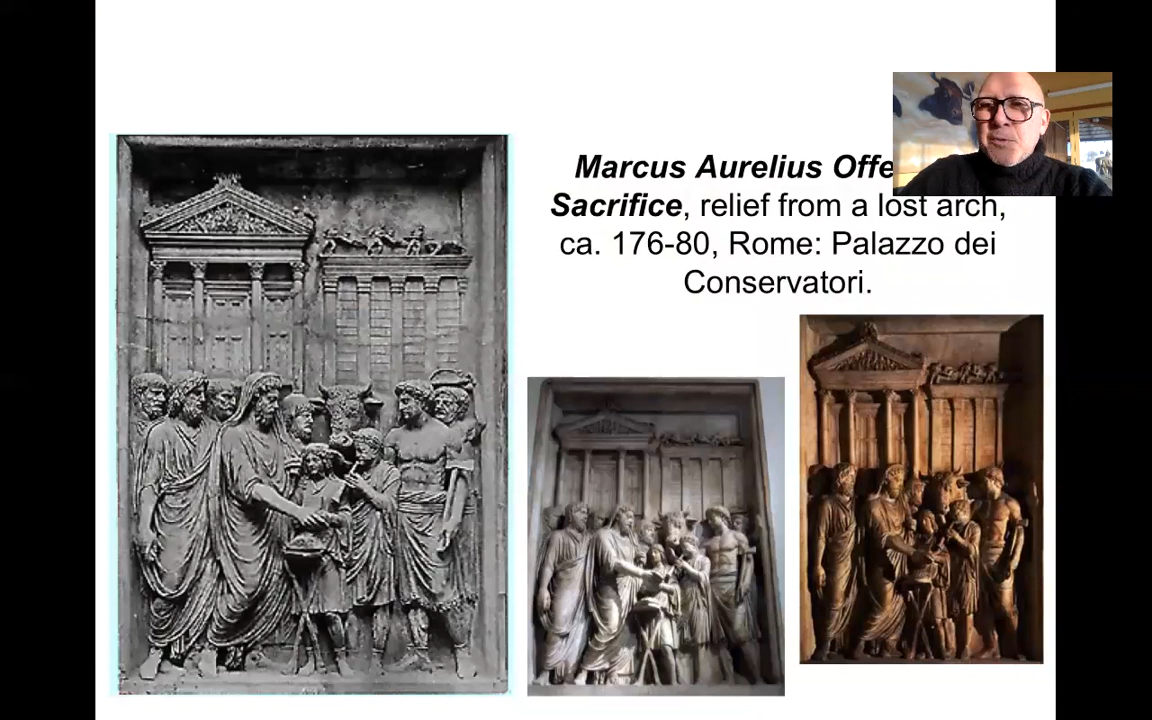 Marcus Aurelius Offe
Sacrifice, relief from a lost arch,
ca. 176-80, Rome: Palazzo dei
Conservatori.